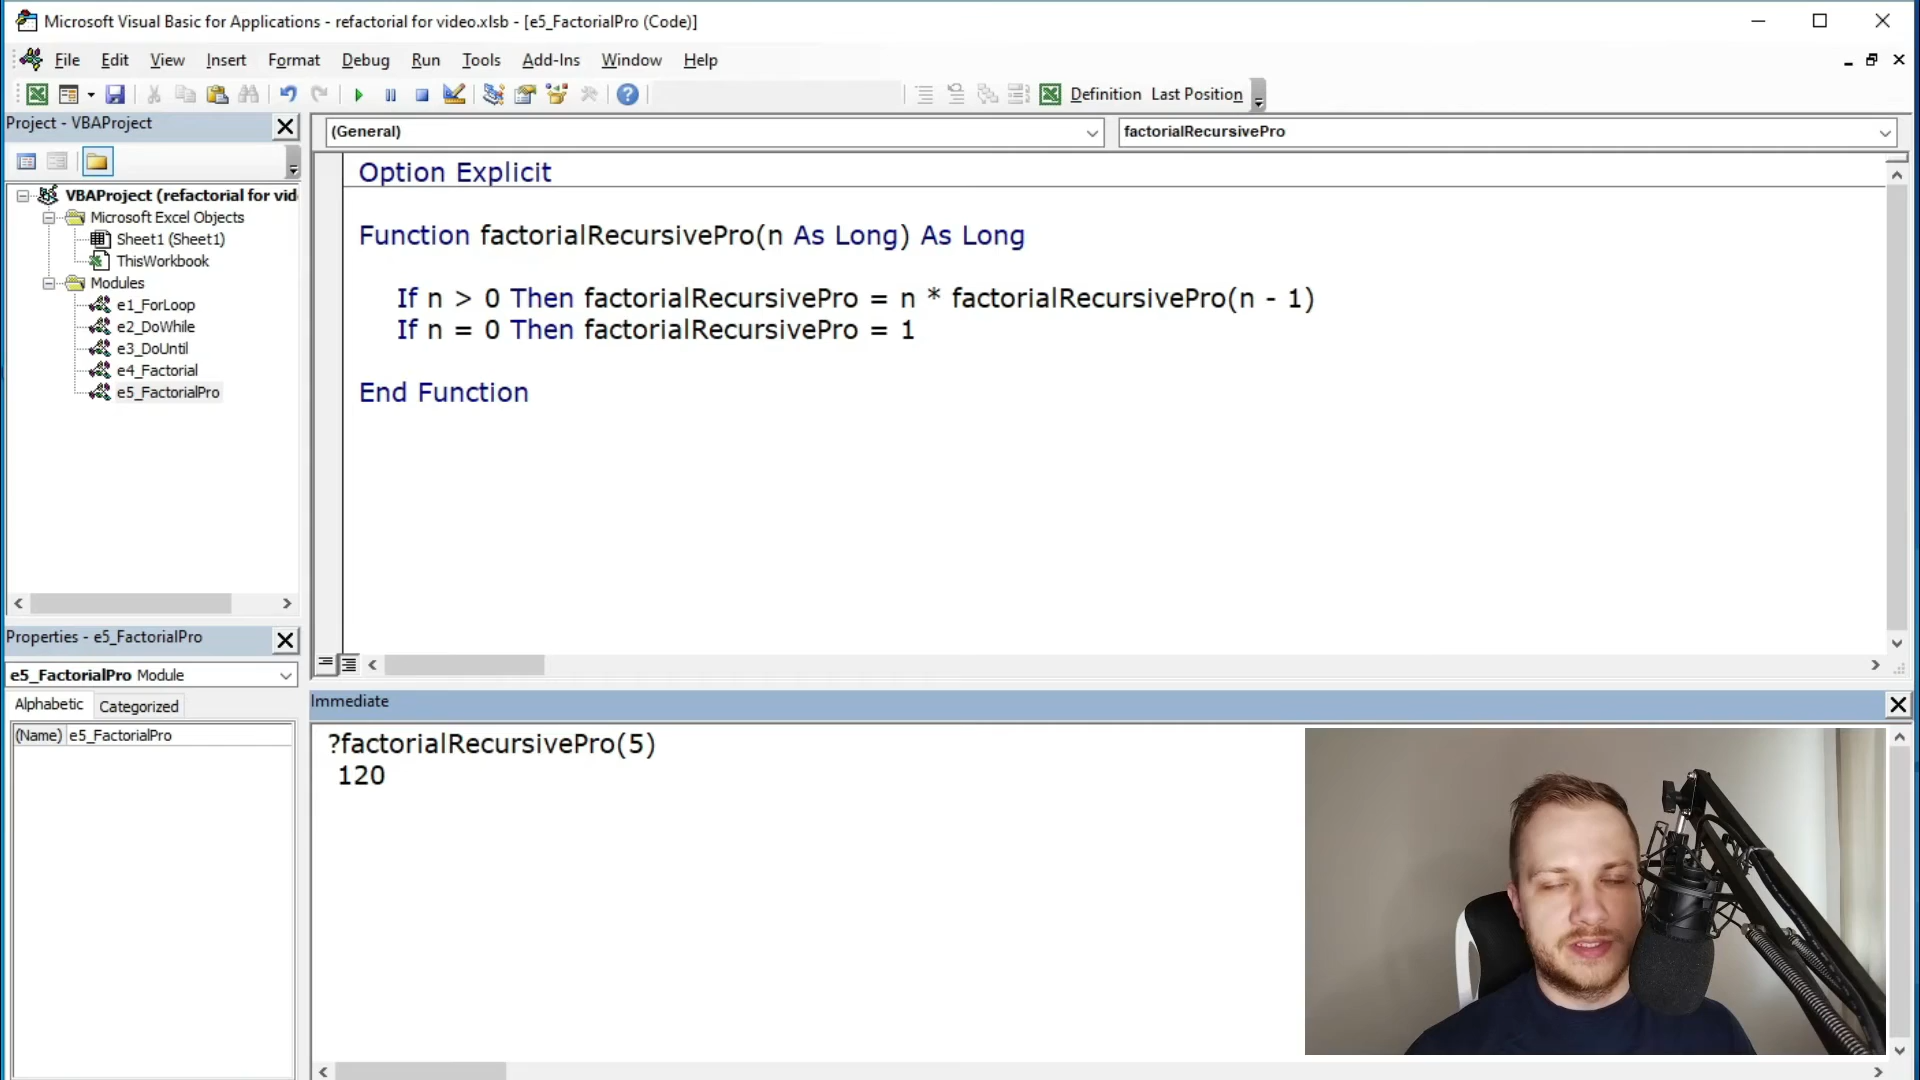 Microsoft Visual Basic for Applications - refactorial for video.xlsb - [e5_FactorialPro (Code)]
File Edit View Insert Format Debug Run Tools Add-Ins Window Help
Definition Last Position
Project - VBAProject
(General) factorialRecursivePro
VBAProject (refactorial for vid
Microsoft Excel Objects
Sheet1 (Sheet1)
ThisWorkbook
Modules
e1_ForLoop
e2_DoWhile
e3_DoUntil
e4_Factorial
e5_FactorialPro
Option Explicit
Function factorialRecursivePro(n As Long) As Long
If n > 0 Then factorialRecursivePro = n * factorialRecursivePro(n - 1)
If n = 0 Then factorialRecursivePro = 1
End Function
Properties - e5_FactorialPro
e5_FactorialPro Module
Alphabetic Categorized
(Name) e5_FactorialPro
Immediate
?factorialRecursivePro(5)
120